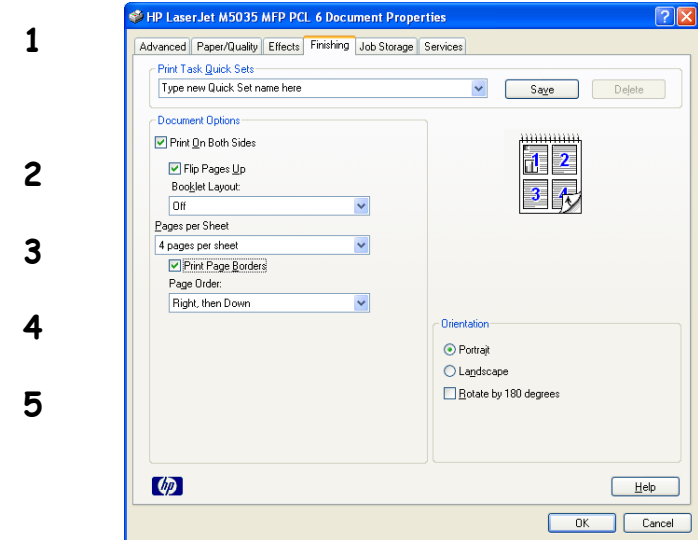 HP LaserJet M5035 MFP PCL 6 Document Properties
1
Advanced Paper/Quality Effects Finishing Job Storage Services
Print Task Quick Sets
Type new Quick Set name here Save Delete
Document Options
Print On Both Sides
1 2
2
Flip Pages Up
Booklet Layout:
3 4
Off
Pages per Sheet
3
4 pages per sheet
Print Page Borders
Page Order:
Right, then Down
4
Orientation
Portrait
Landscape
5
Rotate by 180 degrees
hp
Help
OK Cancel